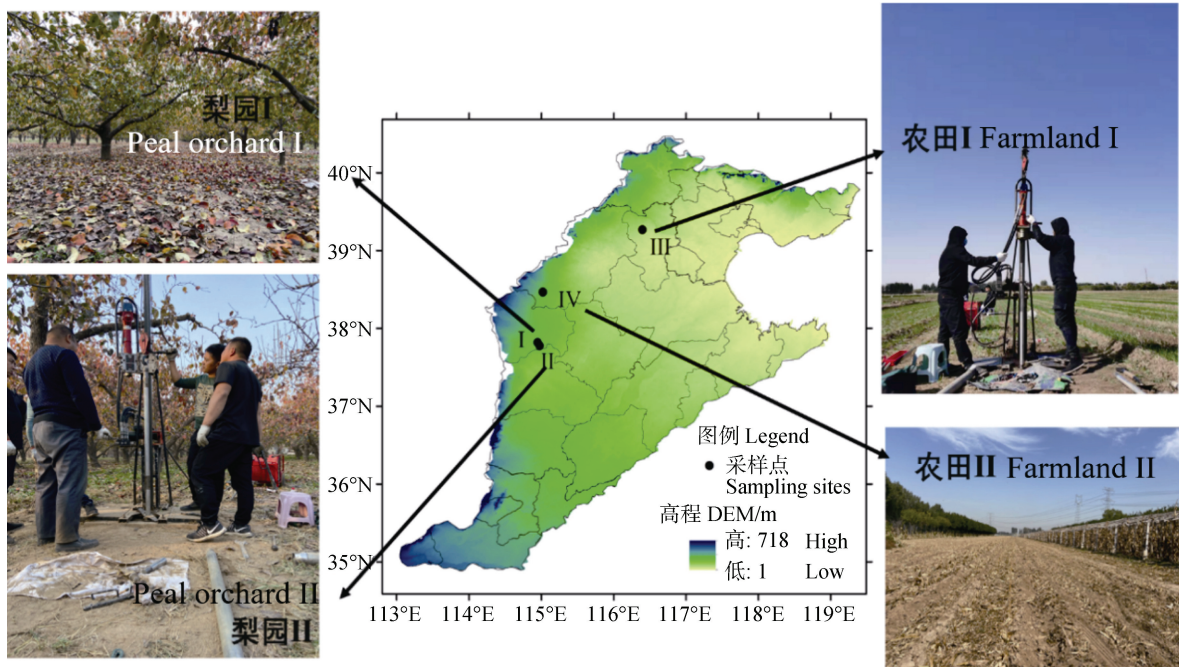 梨园I
Peal orchard I
Peal orchard II
梨园II
40°N
39°N
38°N
37°N
36°N
35°N
113°E
114°E
115°E
116°E
117°E
118°E
119°E
III
IV
I
II
图例 Legend
采样点
Sampling sites
高程 DEM/m
高: 718 High
低: 1 Low
农田I Farmland I
农田II Farmland II